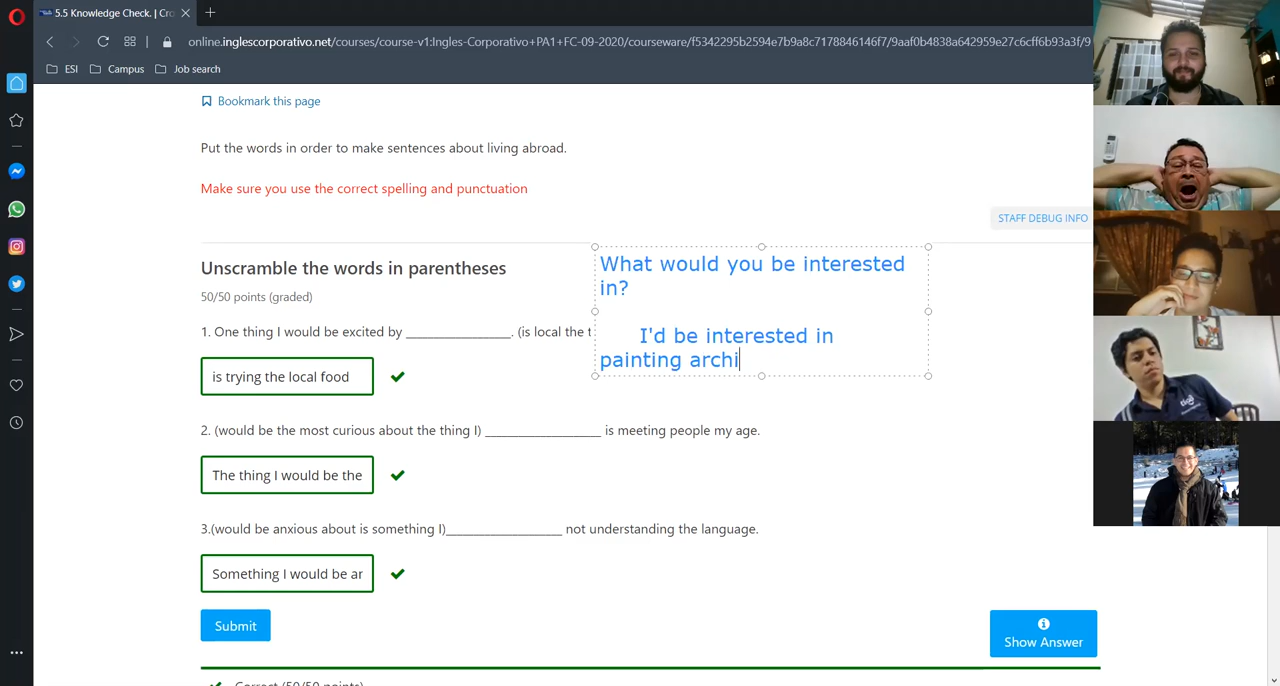 5.5 Knowledge Check. | Cro
online.inglescorporativo.net/courses/course-v1:Ingles-Corporativo+PA1+FC-09-2020/courseware/f5342295b2594e7b9a8c7178846146f7/9aaf0b4838a642959e27c6cff6b93a3f/9
ESI Campus Job search
Bookmark this page
Put the words in order to make sentences about living abroad.
Make sure you use the correct spelling and punctuation
STAFF DEBUG INFO
Unscramble the words in parentheses
50/50 points (graded)
What would you be interested
in?
I'd be interested in
painting archi
1. One thing I would be excited by ________________. (is local the t
is trying the local food
2. (would be the most curious about the thing I) __________________ is meeting people my age.
The thing I would be the
3.(would be anxious about is something I)__________________ not understanding the language.
Something I would be ar
Submit
Show Answer
Correct (50/50 points)